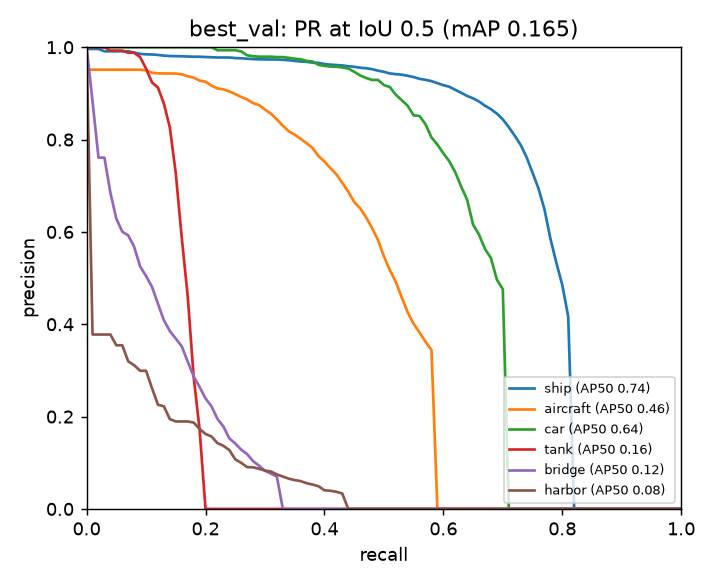 best_val: PR at IoU 0.5 (mAP 0.165)
1.0
0.8
0.6
0.4
0.2
0.0
precision
0.0 0.2 0.4 0.6 0.8 1.0
recall
ship (AP50 0.74)
aircraft (AP50 0.46)
car (AP50 0.64)
tank (AP50 0.16)
bridge (AP50 0.12)
harbor (AP50 0.08)